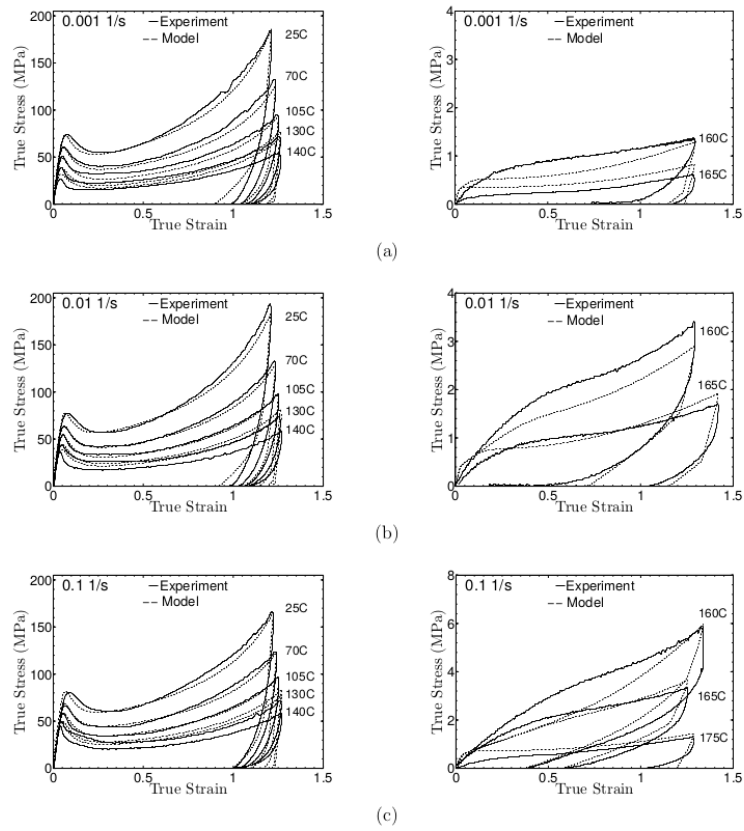 0.001 1/s
Experiment
Model
25C
70C
105C
130C
140C
True Stress (MPa)
200
150
100
50
0
0
0.5
1
1.5
True Strain
0.001 1/s
Experiment
Model
160C
165C
True Stress (MPa)
4
3
2
1
0
0
0.5
1
1.5
True Strain
(a)
0.01 1/s
Experiment
Model
25C
70C
105C
130C
140C
True Stress (MPa)
200
150
100
50
0
0
0.5
1
1.5
True Strain
0.01 1/s
Experiment
Model
160C
165C
True Stress (MPa)
4
3
2
1
0
0
0.5
1
1.5
True Strain
(b)
0.1 1/s
Experiment
Model
25C
70C
105C
130C
140C
True Stress (MPa)
200
150
100
50
0
0
0.5
1
1.5
True Strain
0.1 1/s
Experiment
Model
160C
165C
175C
True Stress (MPa)
8
6
4
2
0
0
0.5
1
1.5
True Strain
(c)